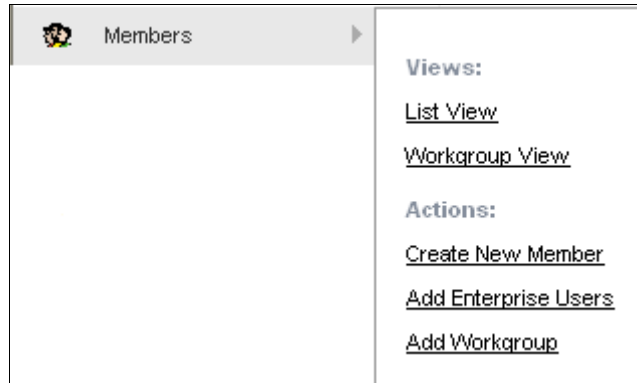 Members
Views:
List View
Workgroup View
Actions:
Create New Member
Add Enterprise Users
Add Workgroup